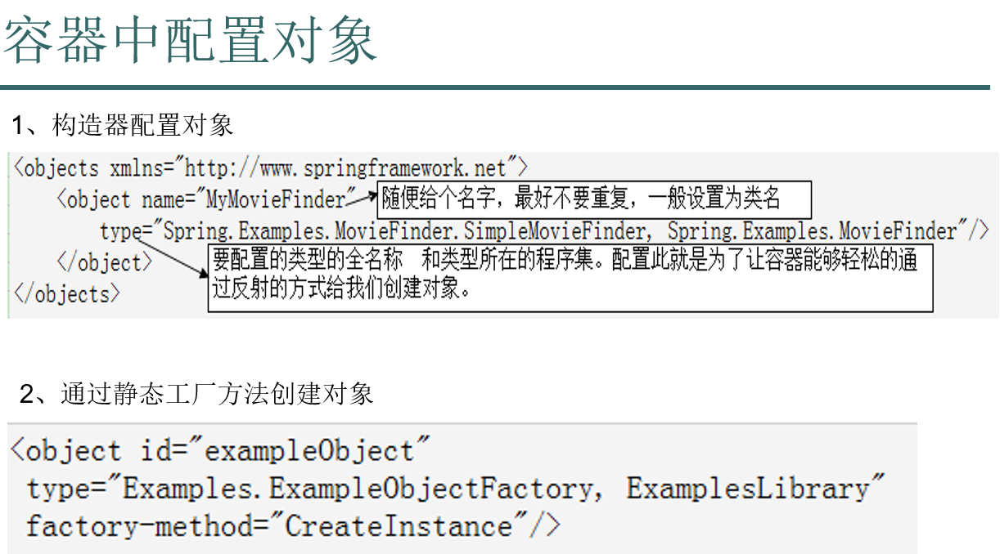 容器中配置对象
1、构造器配置对象
<objects xmlns="http://www.springframework.net">
<object name="MyMovieFinder"
随便给个名字，最好不要重复，一般设置为类名
type="Spring.Examples.MovieFinder.SimpleMovieFinder, Spring.Examples.MovieFinder"/>
</object>
要配置的类型的全名称 和类型所在的程序集。配置此就是为了让容器能够轻松的通
过反射的方式给我们创建对象。
</objects>
2、通过静态工厂方法创建对象
<object id="exampleObject"
type="Examples.ExampleObjectFactory, ExamplesLibrary"
factory-method="CreateInstance"/>